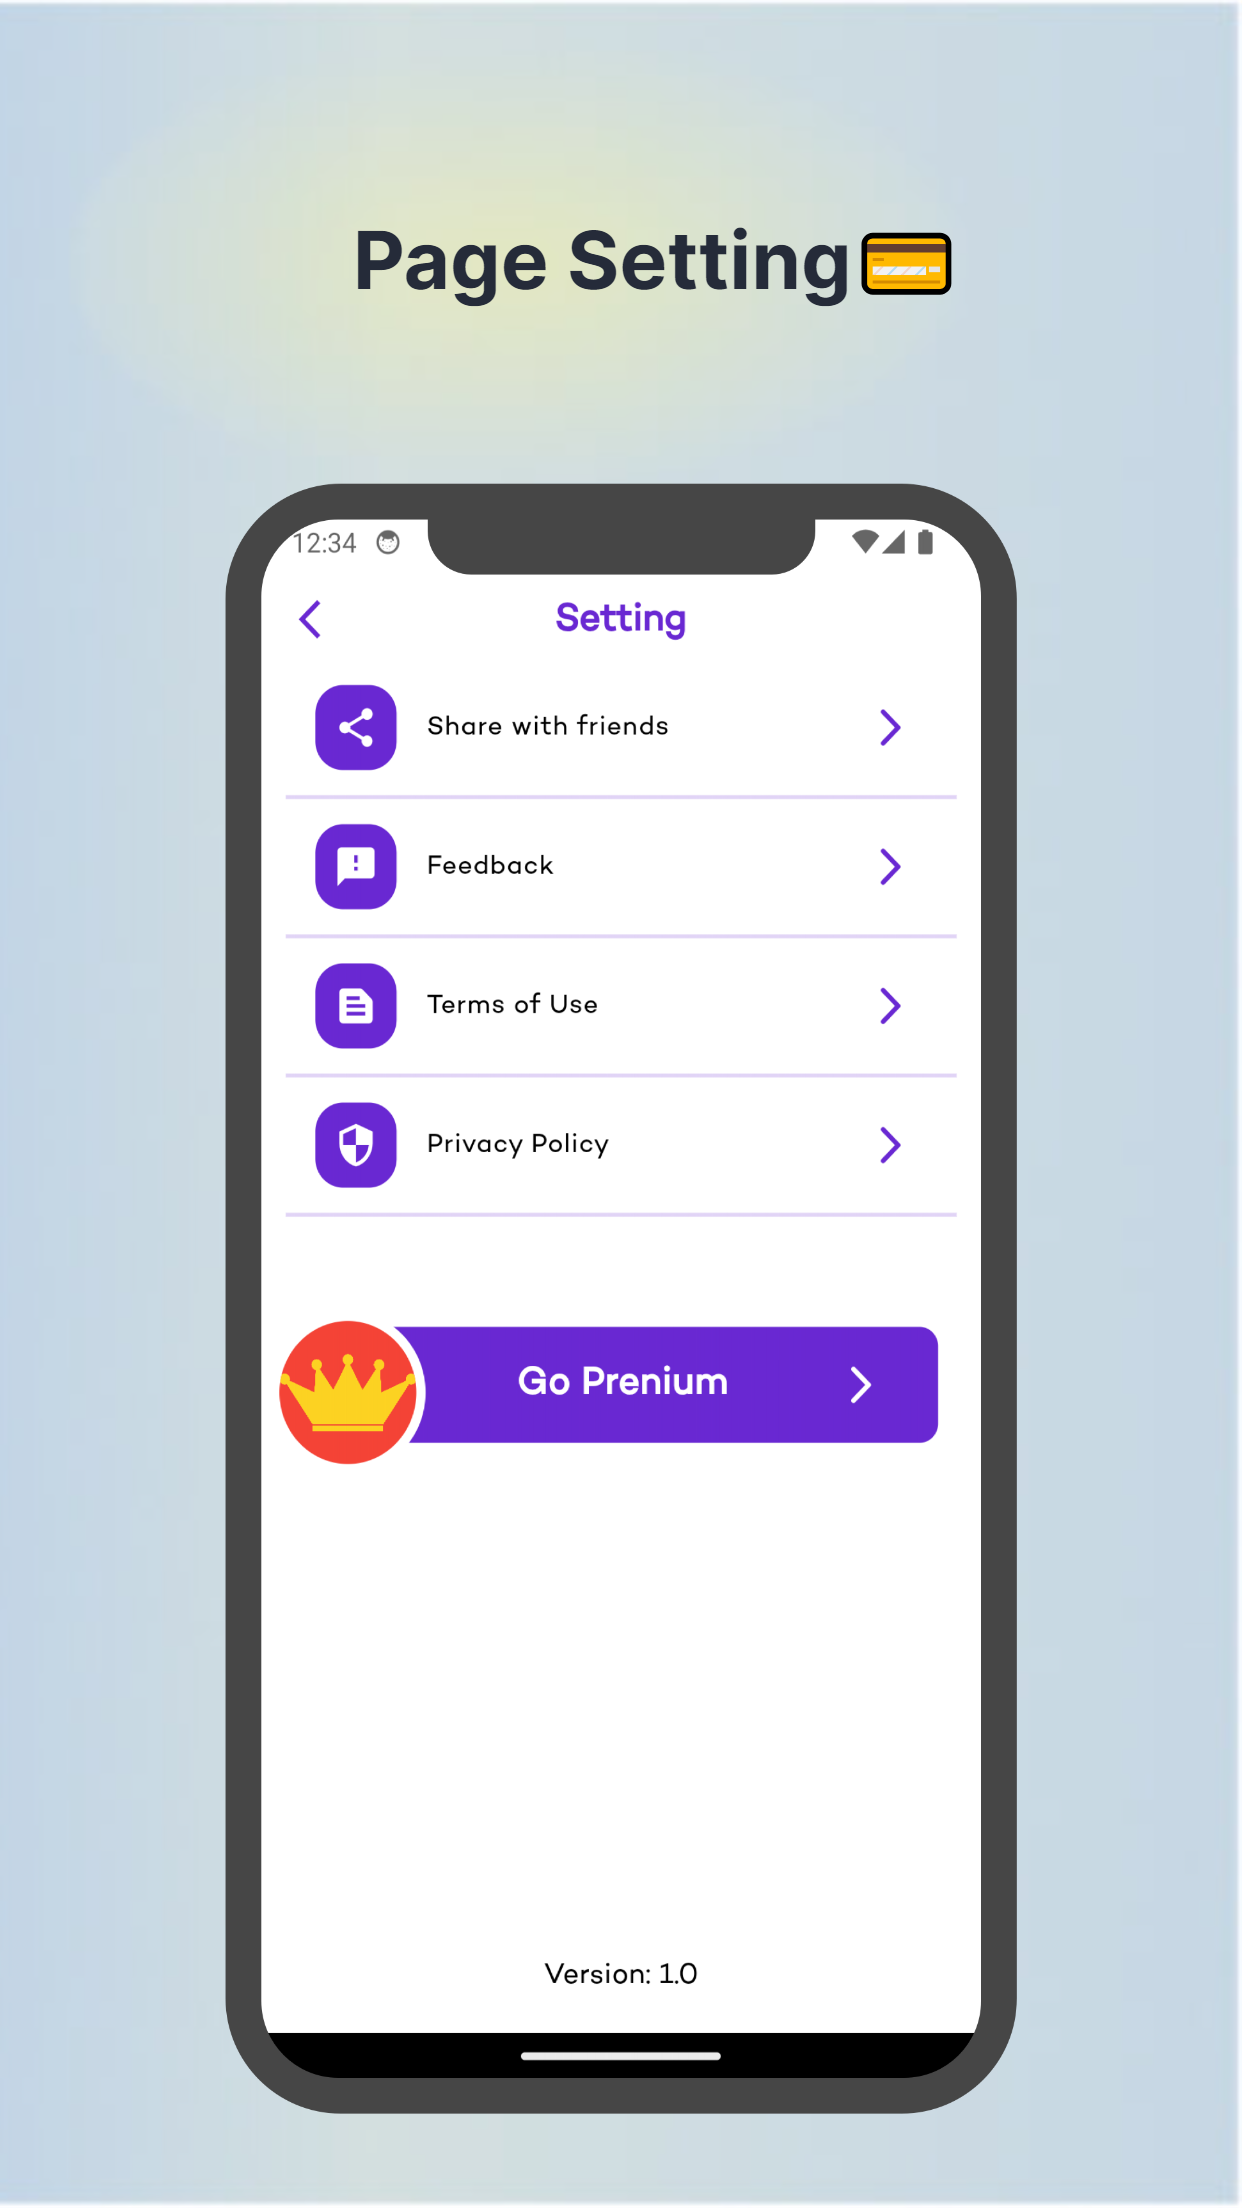 Page Setting💳
12:34
Setting
Share with friends
Feedback
Terms of Use
Privacy Policy
Go Prenium
Version: 1.0